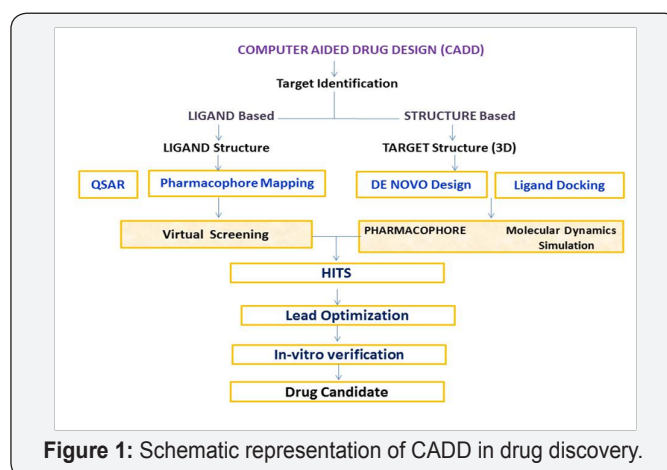 COMPUTER AIDED DRUG DESIGN (CADD)
Target Identification
LIGAND Based STRUCTURE Based
LIGAND Structure TARGET Structure (3D)
QSAR Pharmacophore Mapping DE NOVO Design Ligand Docking
Virtual Screening PHARMACOPHORE Molecular Dynamics
Simulation
HITS
Lead Optimization
In-vitro verification
Drug Candidate
Figure 1: Schematic representation of CADD in drug discovery.